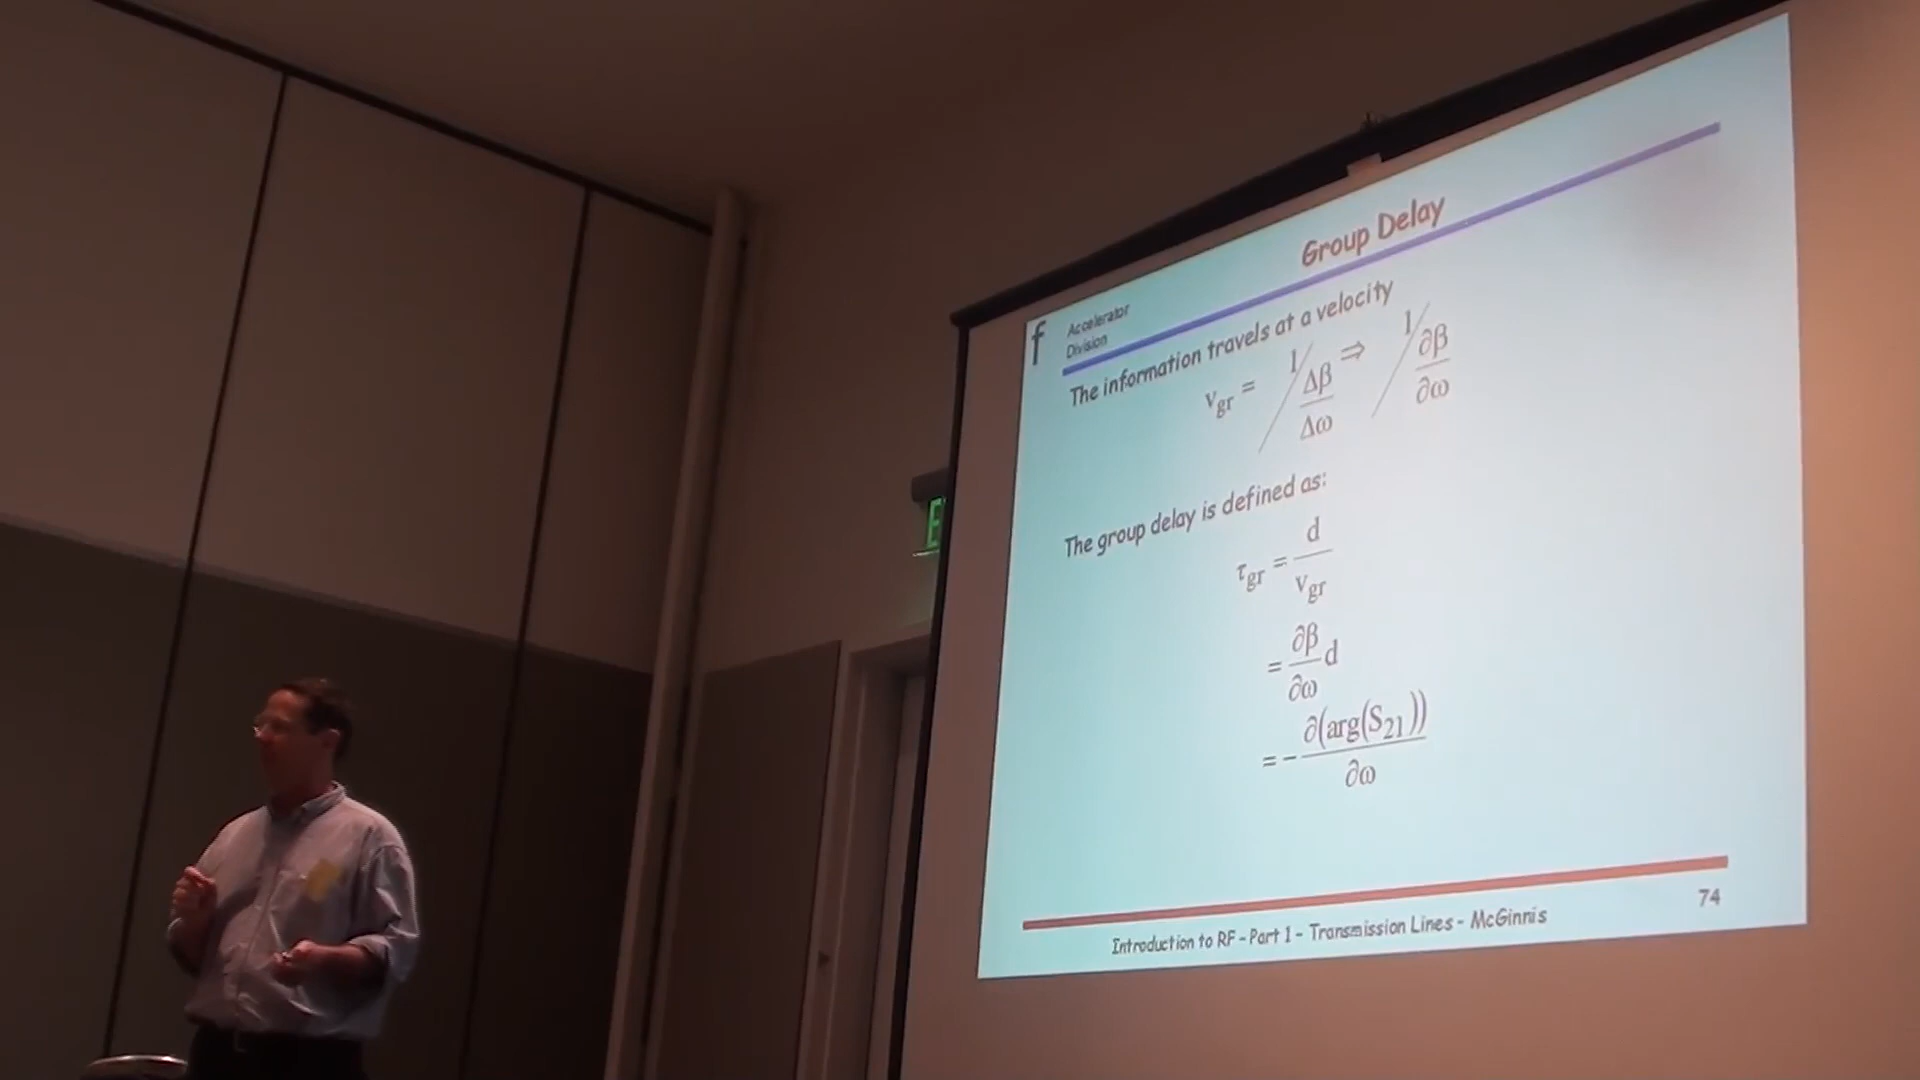 Group Delay
f Accelerator
Division
The information travels at a velocity
v_gr = 1/(Δβ/Δω) ⇒ 1/(∂β/∂ω)
The group delay is defined as:
τ_gr = d/v_gr
= ∂β/∂ω d
= -∂(arg(S_21))/∂ω
Introduction to RF - Part 1 - Transmission Lines - McGinnis
74
E